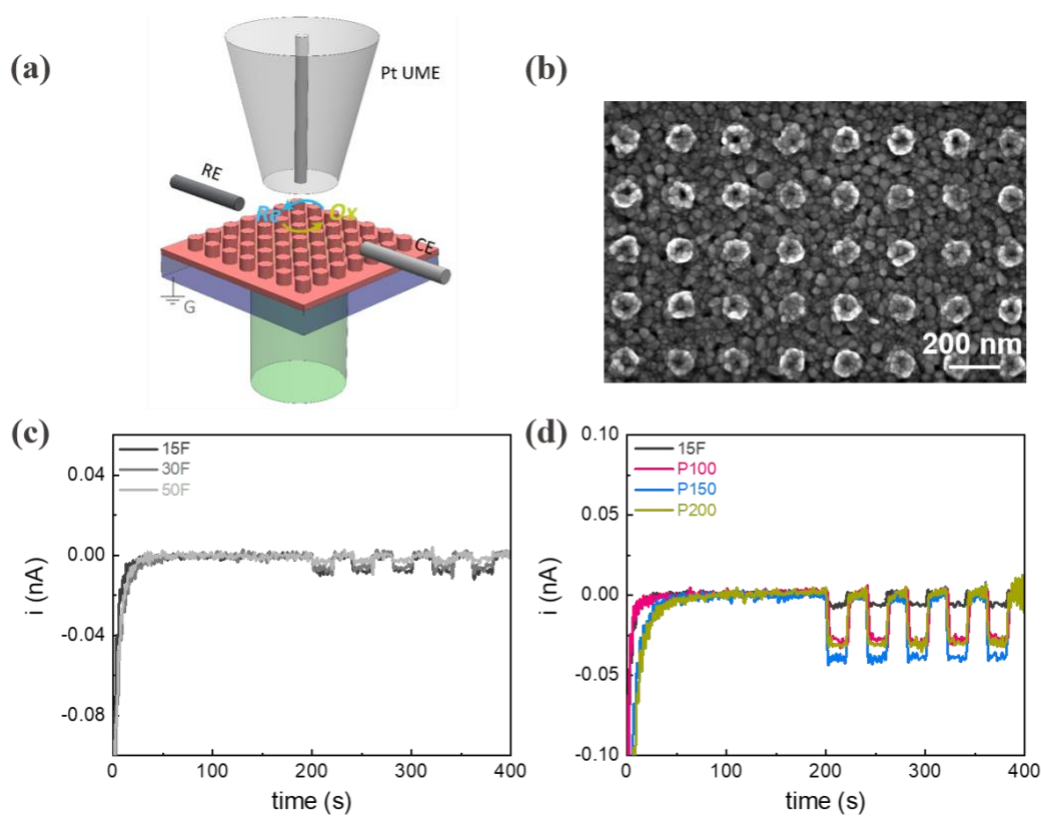 (a)
Pt UME
RE
Re
Ox
CE
G
(b)
200 nm
(c)
15F
30F
50F
0.04
0.00
-0.04
-0.08
i (nA)
0 100 200 300 400
time (s)
(d)
15F
P100
P150
P200
0.10
0.05
0.00
-0.05
-0.10
i (nA)
0 100 200 300 400
time (s)